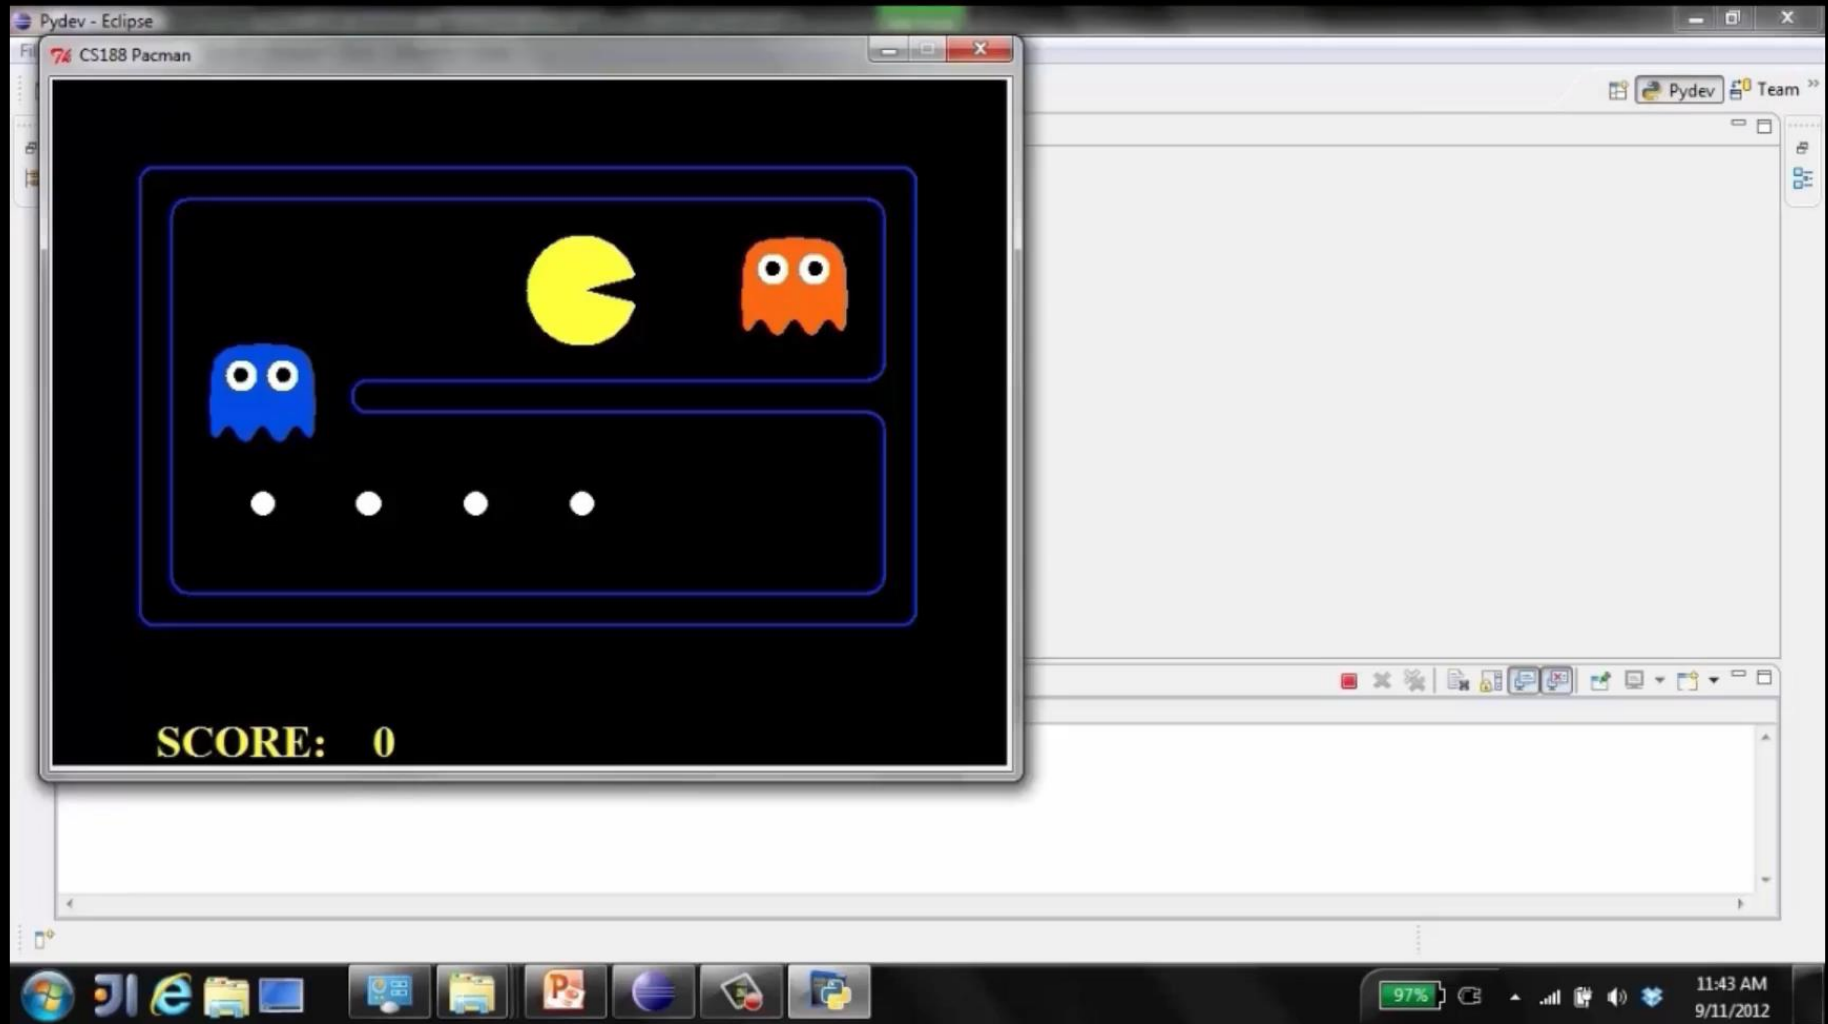 Pydev - Eclipse
CS188 Pacman
Pydev
Team
SCORE: 0
97%
11:43 AM
9/11/2012